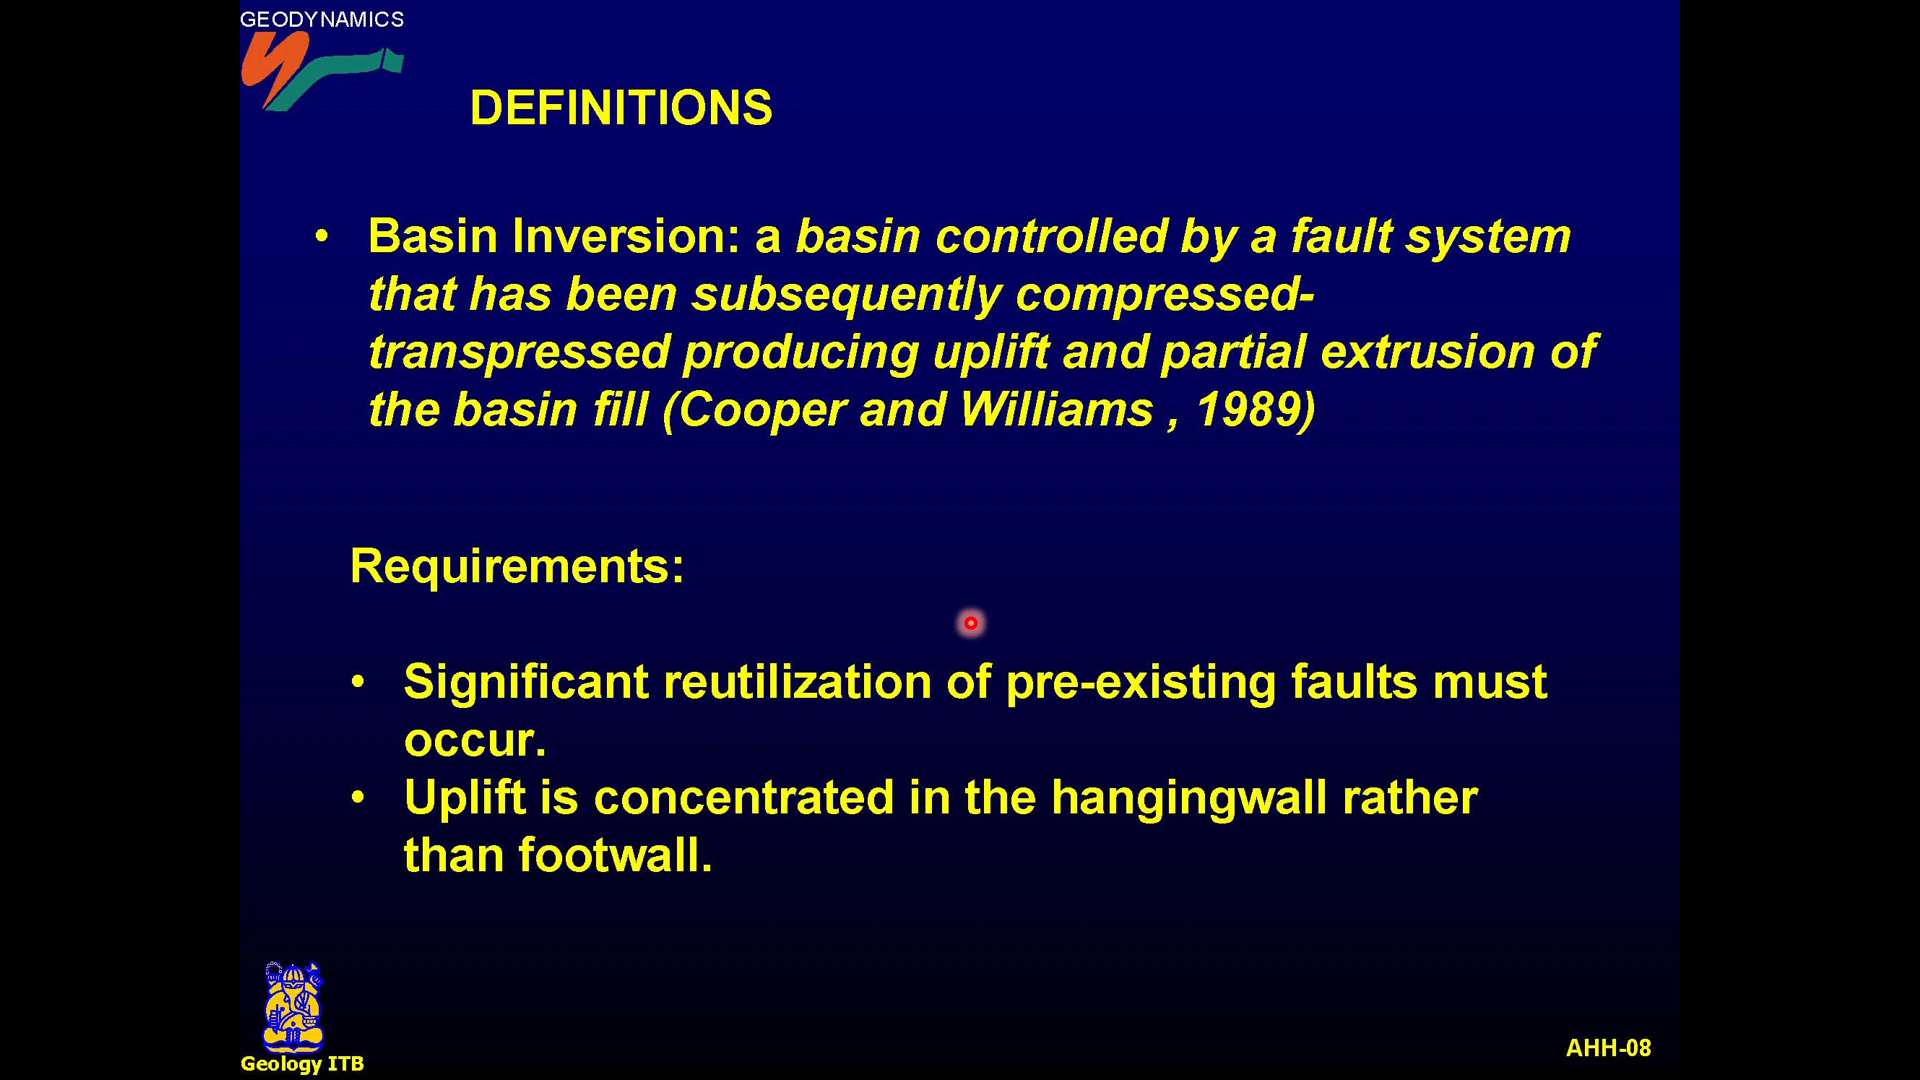 GEODYNAMICS
DEFINITIONS
• Basin Inversion: a basin controlled by a fault system
that has been subsequently compressed-
transpressed producing uplift and partial extrusion of
the basin fill (Cooper and Williams , 1989)
Requirements:
• Significant reutilization of pre-existing faults must
occur.
• Uplift is concentrated in the hangingwall rather
than footwall.
Geology ITB
AHH-08